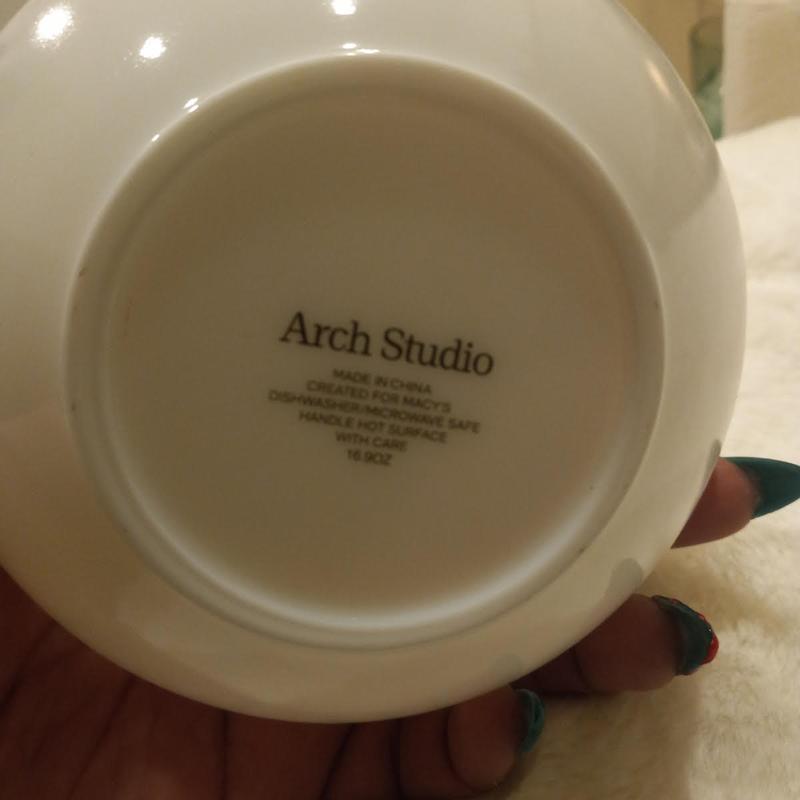 Arch Studio
MADE IN CHINA
CREATED FOR MACY'S
DISHWASHER/MICROWAVE SAFE
HANDLE HOT SURFACE
WITH CARE
16.9OZ